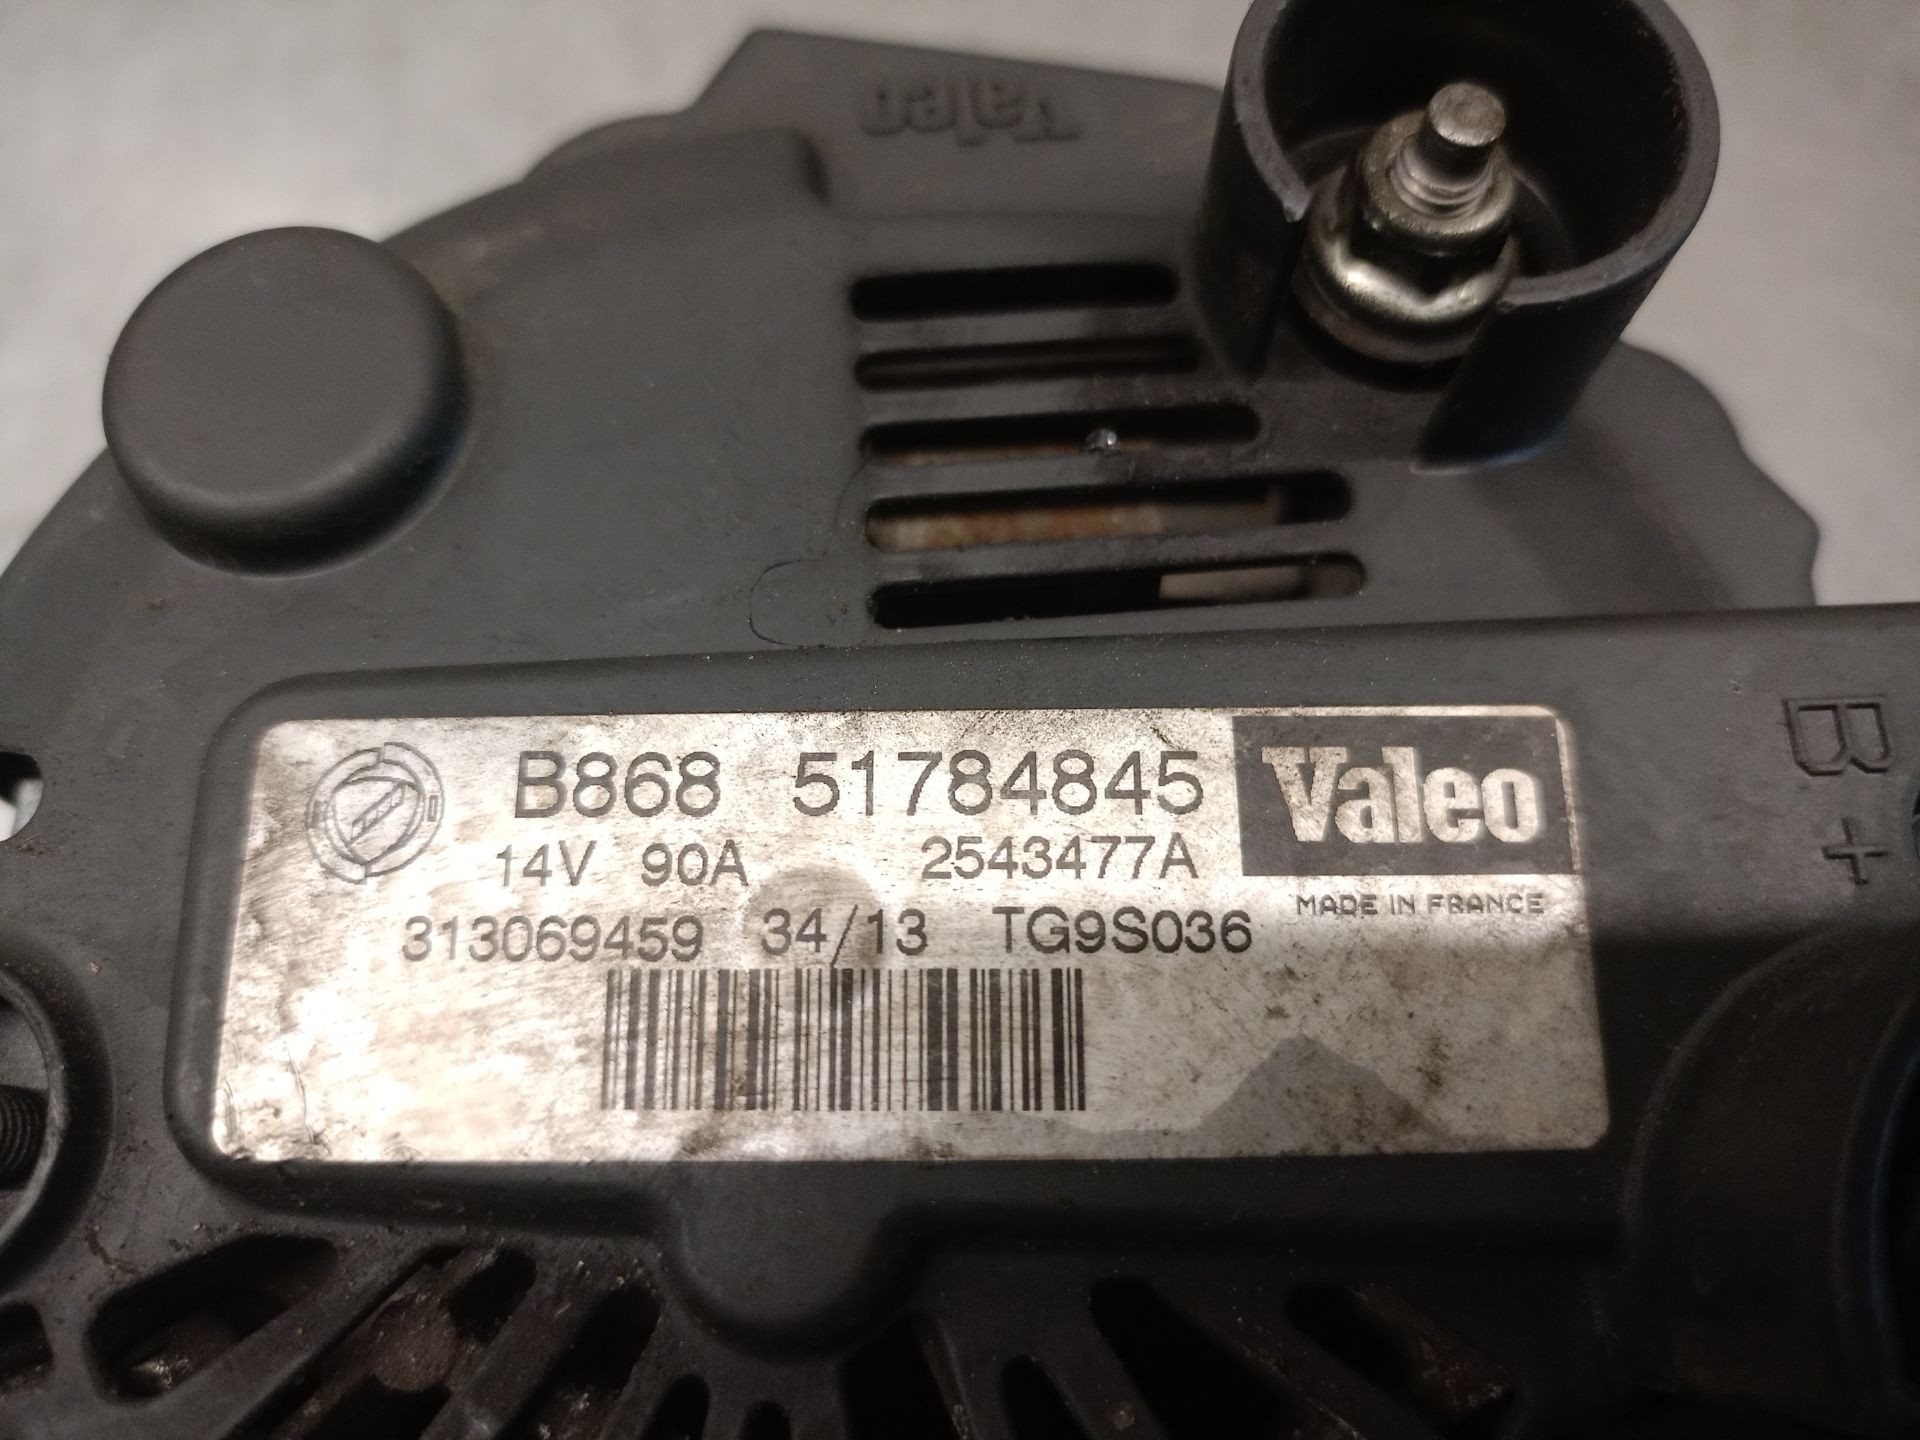 Valeo
B868 51784845
14V 90A 2543477A
Valeo
MADE IN FRANCE
313069459 34/13 TG9S036
B+